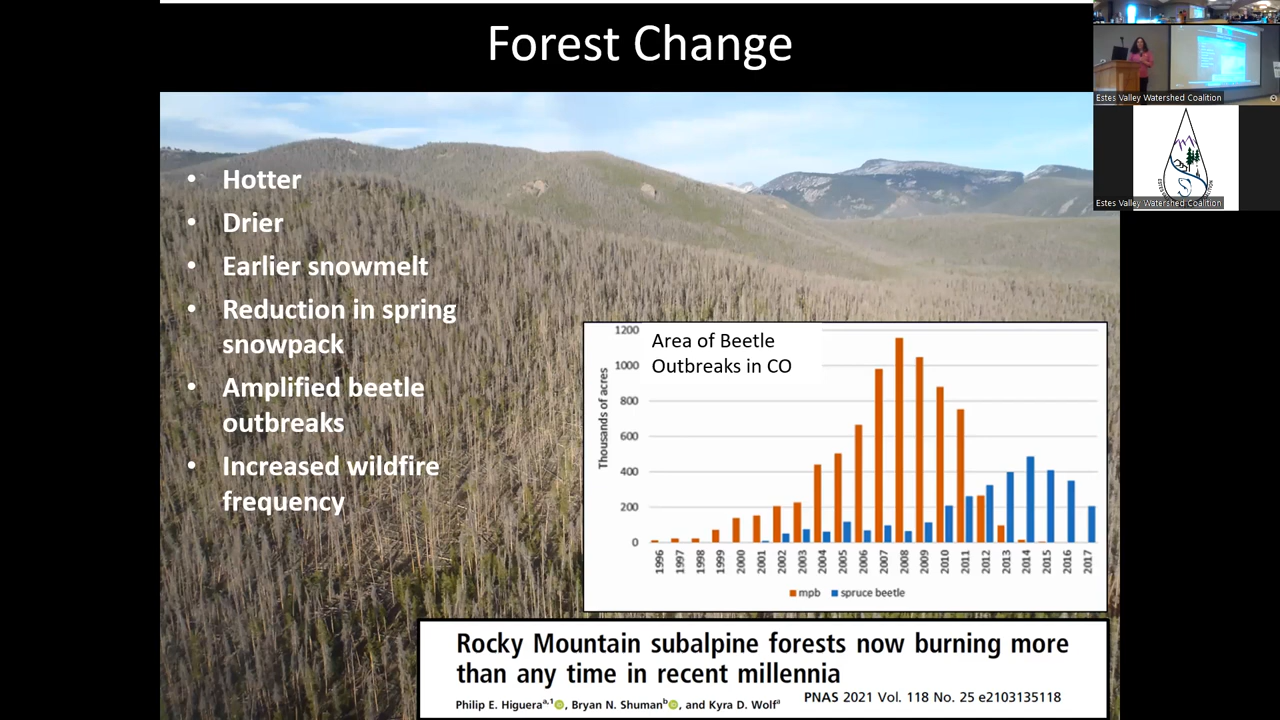 Forest Change
Estes Valley Watershed Coalition
Estes Valley Watershed Coalition
• Hotter
• Drier
• Earlier snowmelt
• Reduction in spring
snowpack
• Amplified beetle
outbreaks
• Increased wildfire
frequency
Area of Beetle
Outbreaks in CO
Thousands of acres
1200
1000
800
600
400
200
0
1996 1997 1998 1999 2000 2001 2002 2003 2004 2005 2006 2007 2008 2009 2010 2011 2012 2013 2014 2015 2016 2017
mpb spruce beetle
Rocky Mountain subalpine forests now burning more
than any time in recent millennia
Philip E. Higuera a,1, Bryan N. Shuman b, and Kyra D. Wolf a
PNAS 2021 Vol. 118 No. 25 e2103135118